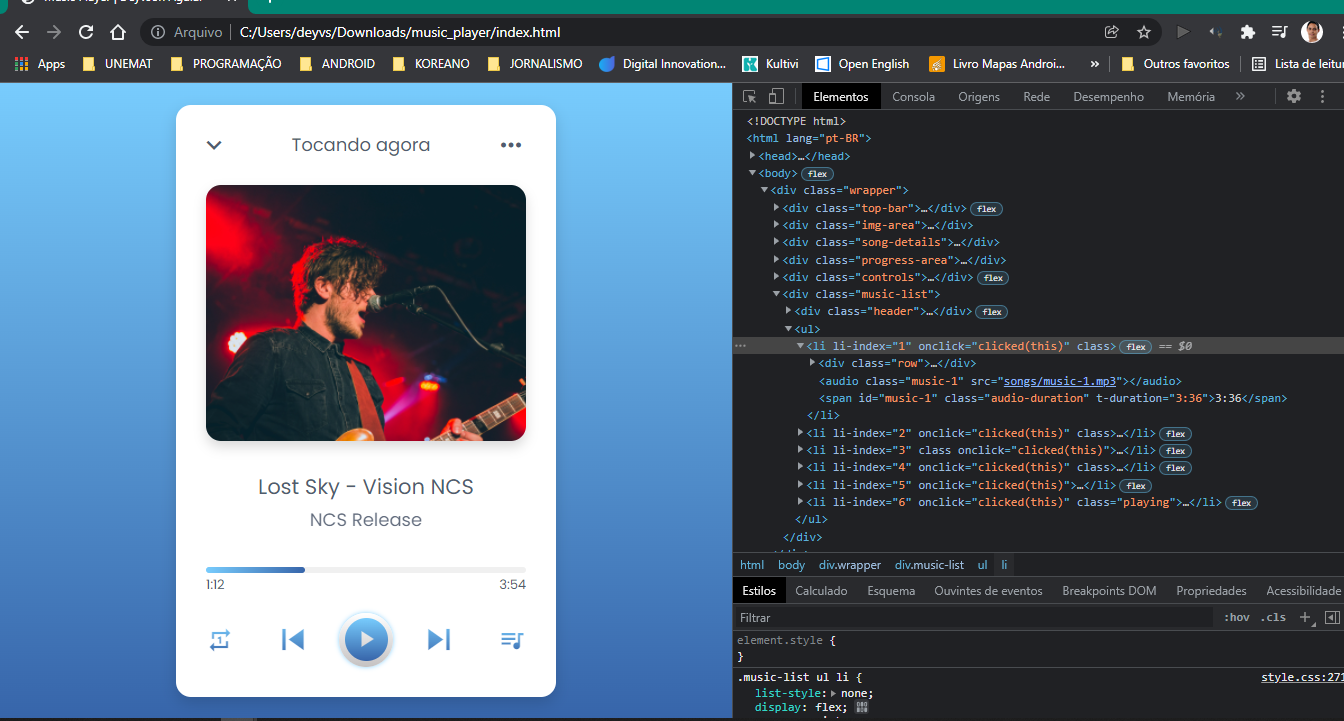 Arquivo C:/Users/deyvs/Downloads/music_player/index.html
Apps UNEMAT PROGRAMAÇÃO ANDROID KOREANO JORNALISMO Digital Innovation... Kultivi Open English Livro Mapas Androi... » Outros favoritos Lista de leitu
Tocando agora
Lost Sky - Vision NCS
NCS Release
1:12 3:54
1
Elementos Consola Origens Rede Desempenho Memória »
<!DOCTYPE html>
<html lang="pt-BR">
<head>…</head>
<body> flex
<div class="wrapper">
<div class="top-bar">…</div> flex
<div class="img-area">…</div>
<div class="song-details">…</div>
<div class="progress-area">…</div>
<div class="controls">…</div> flex
<div class="music-list">
<div class="header">…</div> flex
<ul>
<li li-index="1" onclick="clicked(this)" class> flex == $0
<div class="row">…</div>
<audio class="music-1" src="songs/music-1.mp3"></audio>
<span id="music-1" class="audio-duration" t-duration="3:36">3:36</span>
</li>
<li li-index="2" onclick="clicked(this)" class>…</li> flex
<li li-index="3" class onclick="clicked(this)">…</li> flex
<li li-index="4" onclick="clicked(this)" class>…</li> flex
<li li-index="5" onclick="clicked(this)">…</li> flex
<li li-index="6" onclick="clicked(this)" class="playing">…</li> flex
</ul>
</div>
html body div.wrapper div.music-list ul li
Estilos Calculado Esquema Ouvintes de eventos Breakpoints DOM Propriedades Acessibilidade
Filtrar :hov .cls
element.style {
}
.music-list ul li { style.css:271
list-style: none;
display: flex;